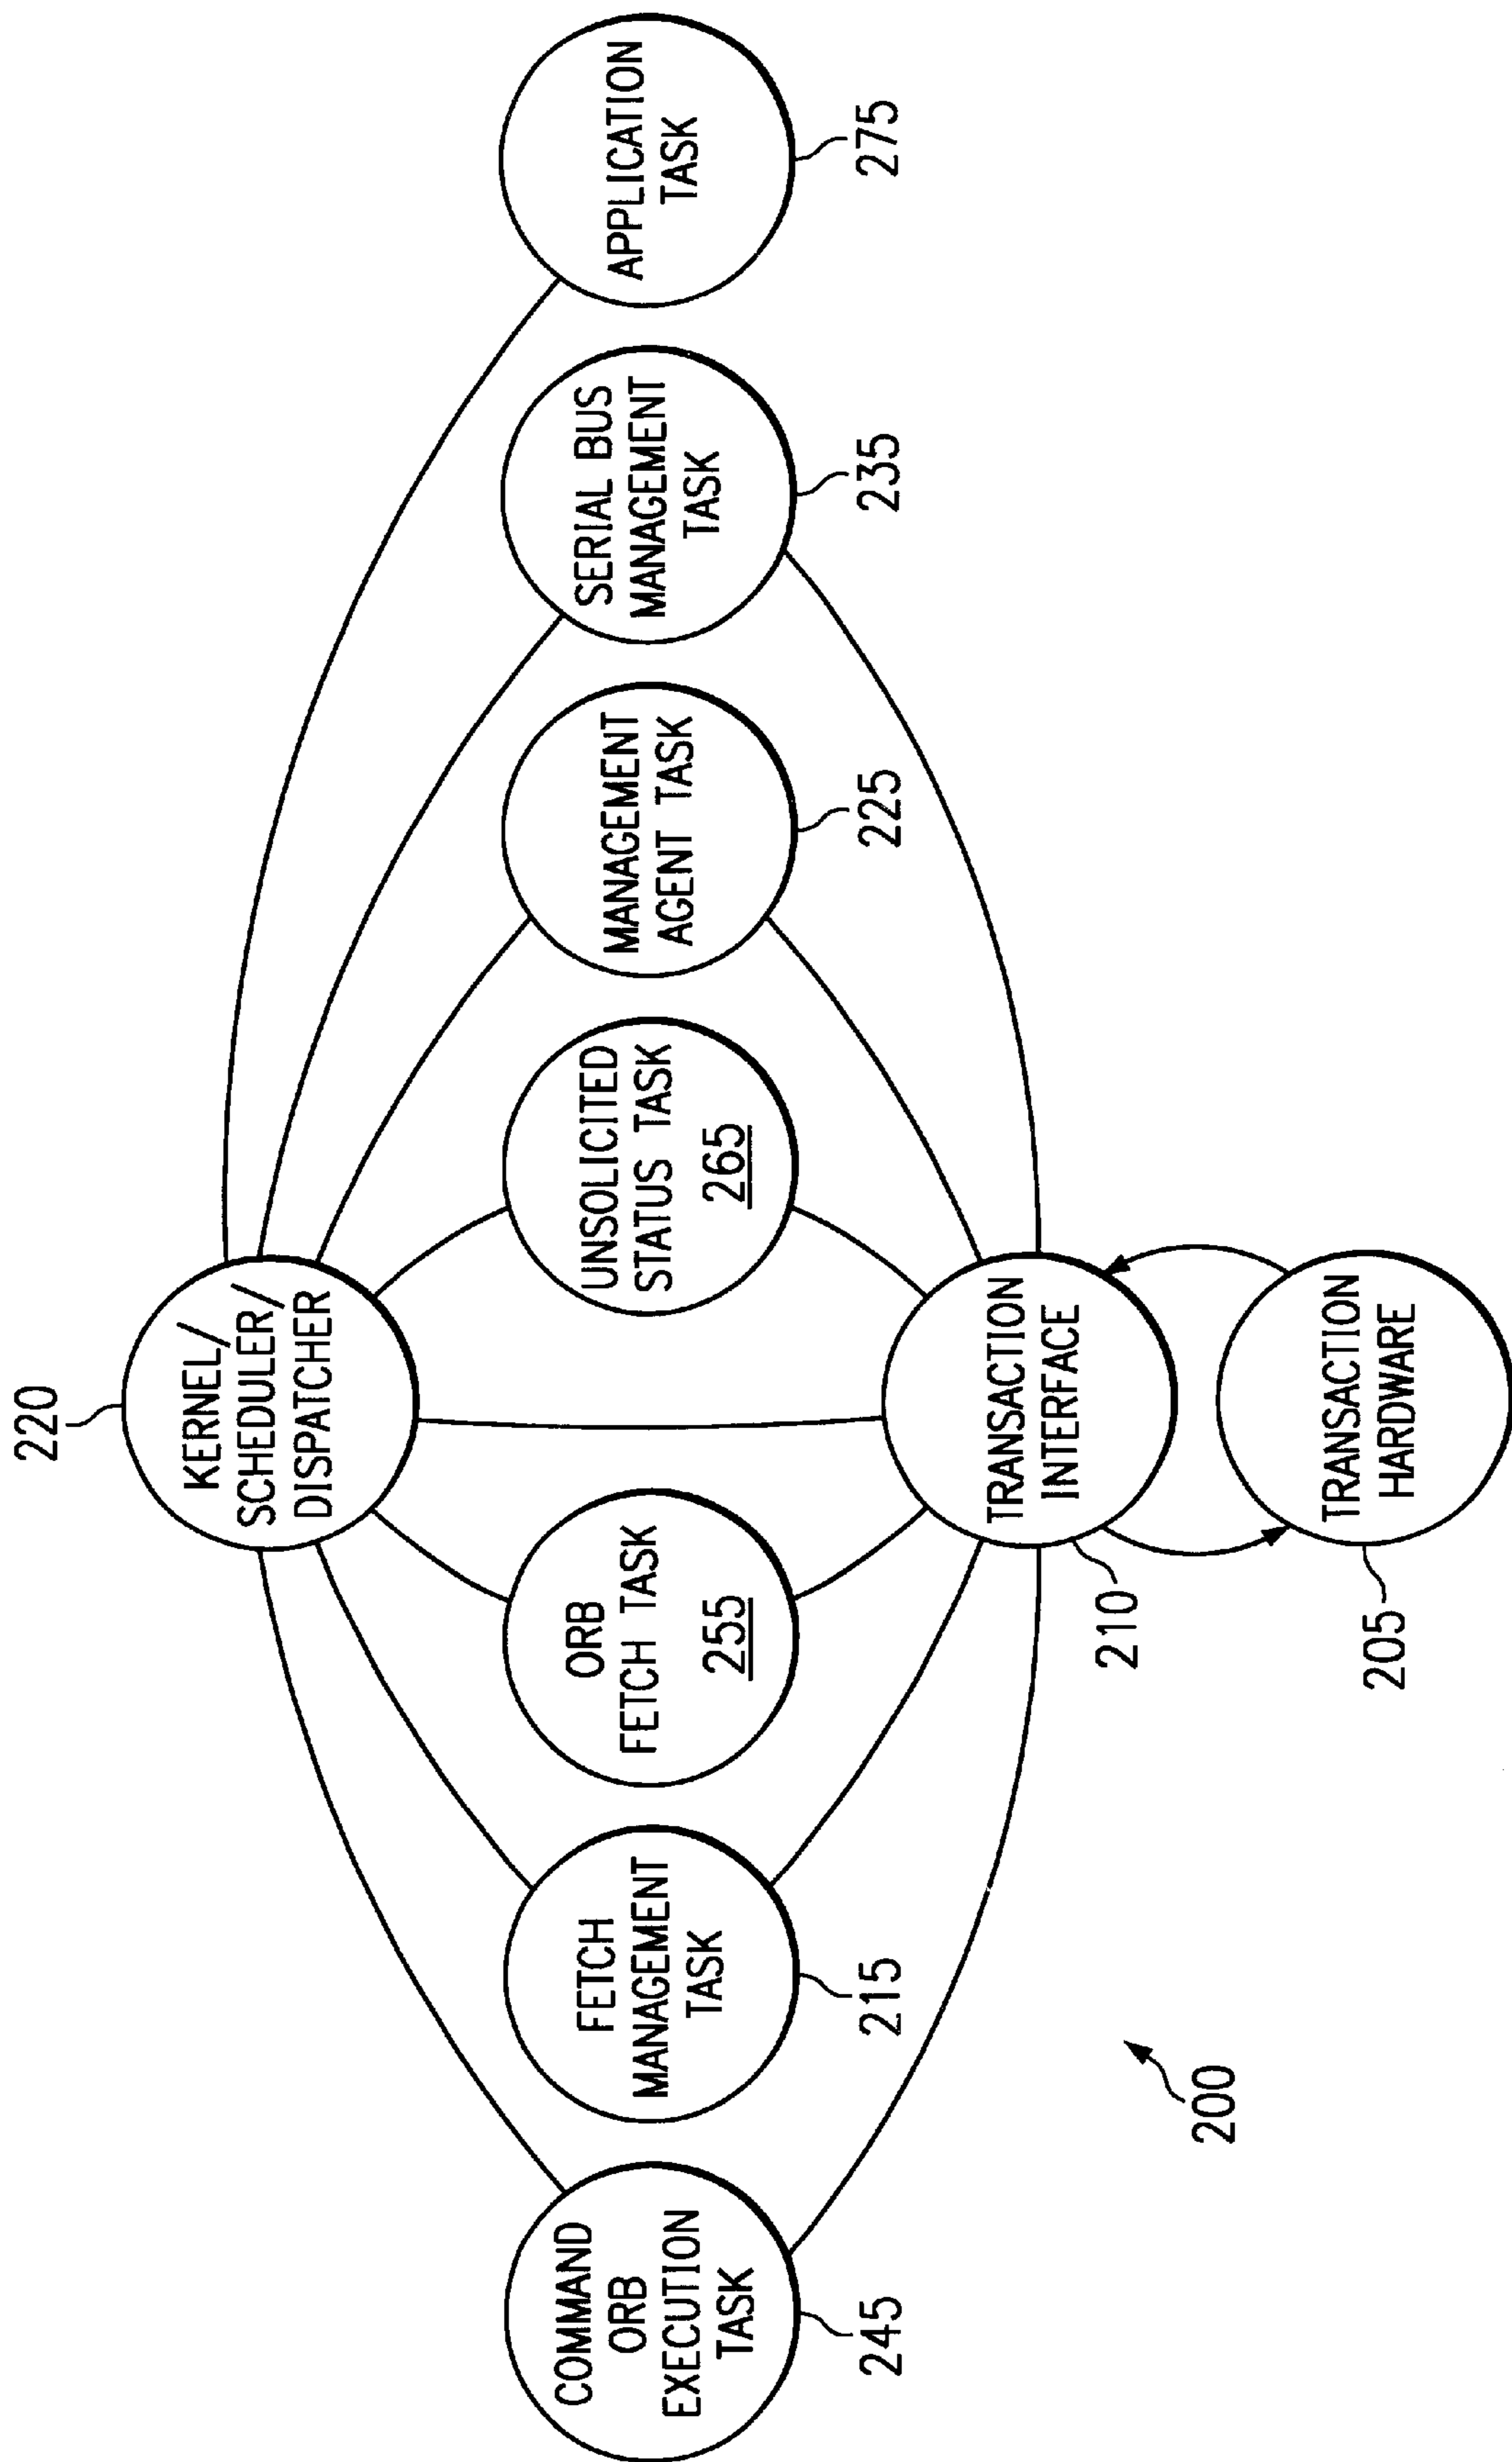 220
KERNEL/
SCHEDULER/
DISPATCHER
COMMAND
ORB
EXECUTION
TASK
245
FETCH
MANAGEMENT
TASK
215
ORB
FETCH TASK
255
UNSOLICITED
STATUS TASK
265
MANAGEMENT
AGENT TASK
225
SERIAL BUS
MANAGEMENT
TASK
235
APPLICATION
TASK
275
TRANSACTION
INTERFACE
210
TRANSACTION
HARDWARE
205
200